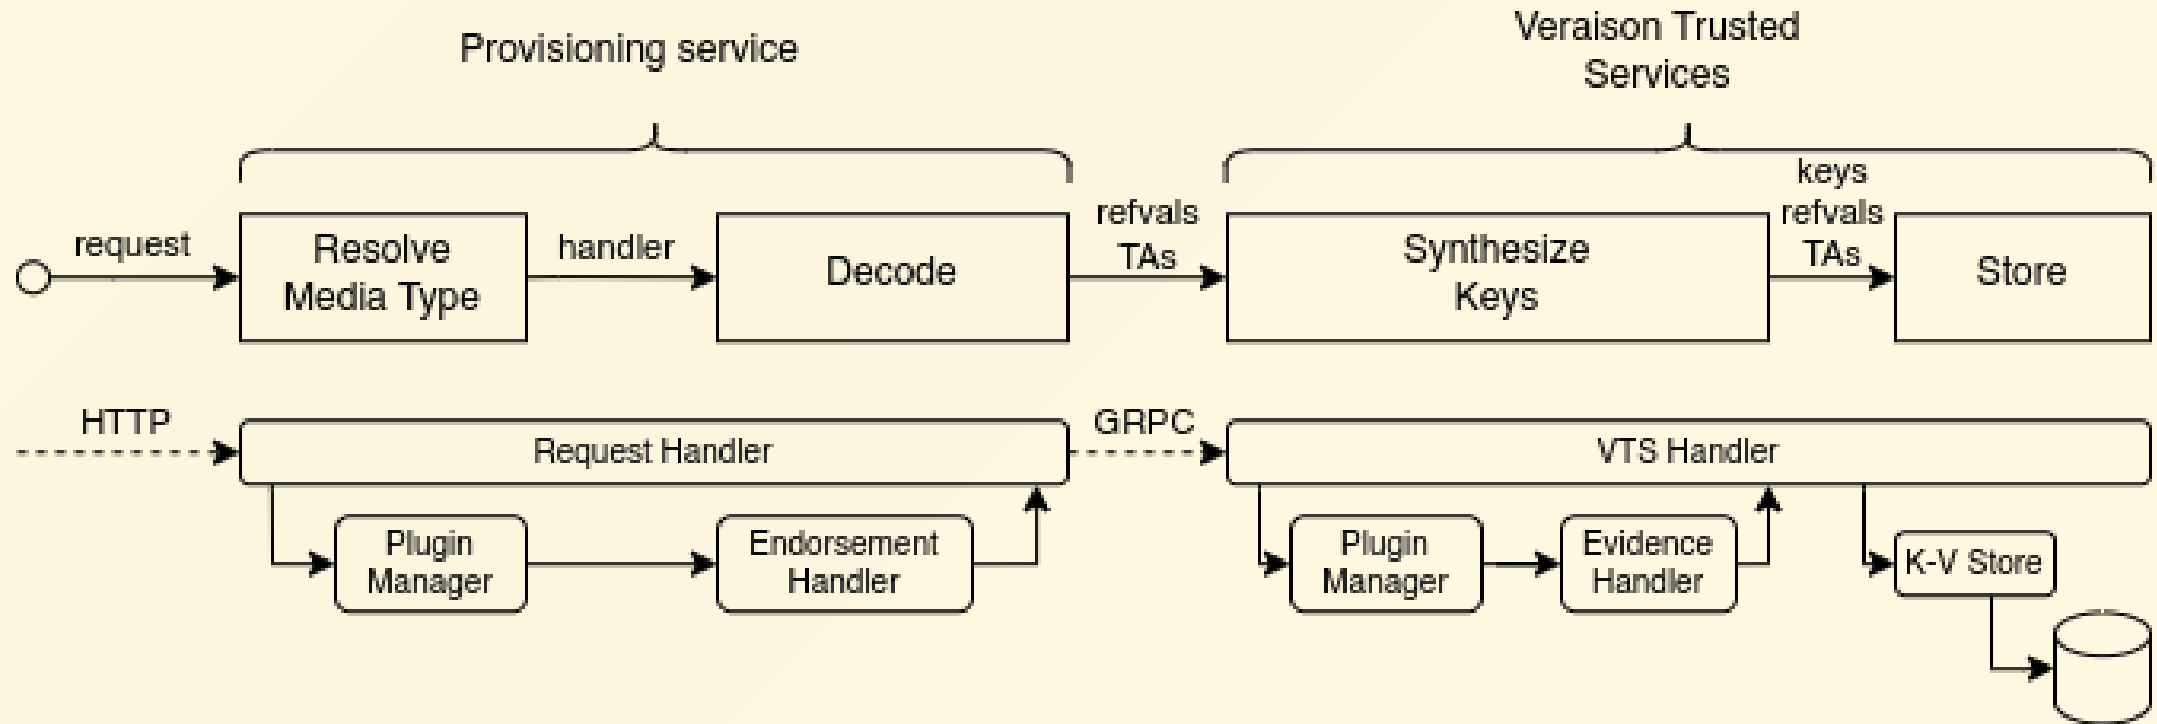 Provisioning service
Veraison Trusted
Services
request
Resolve
Media Type
handler
Decode
refvals
TAs
Synthesize
Keys
keys
refvals
TAs
Store
HTTP
Request Handler
GRPC
VTS Handler
Plugin
Manager
Endorsement
Handler
Plugin
Manager
Evidence
Handler
K-V Store